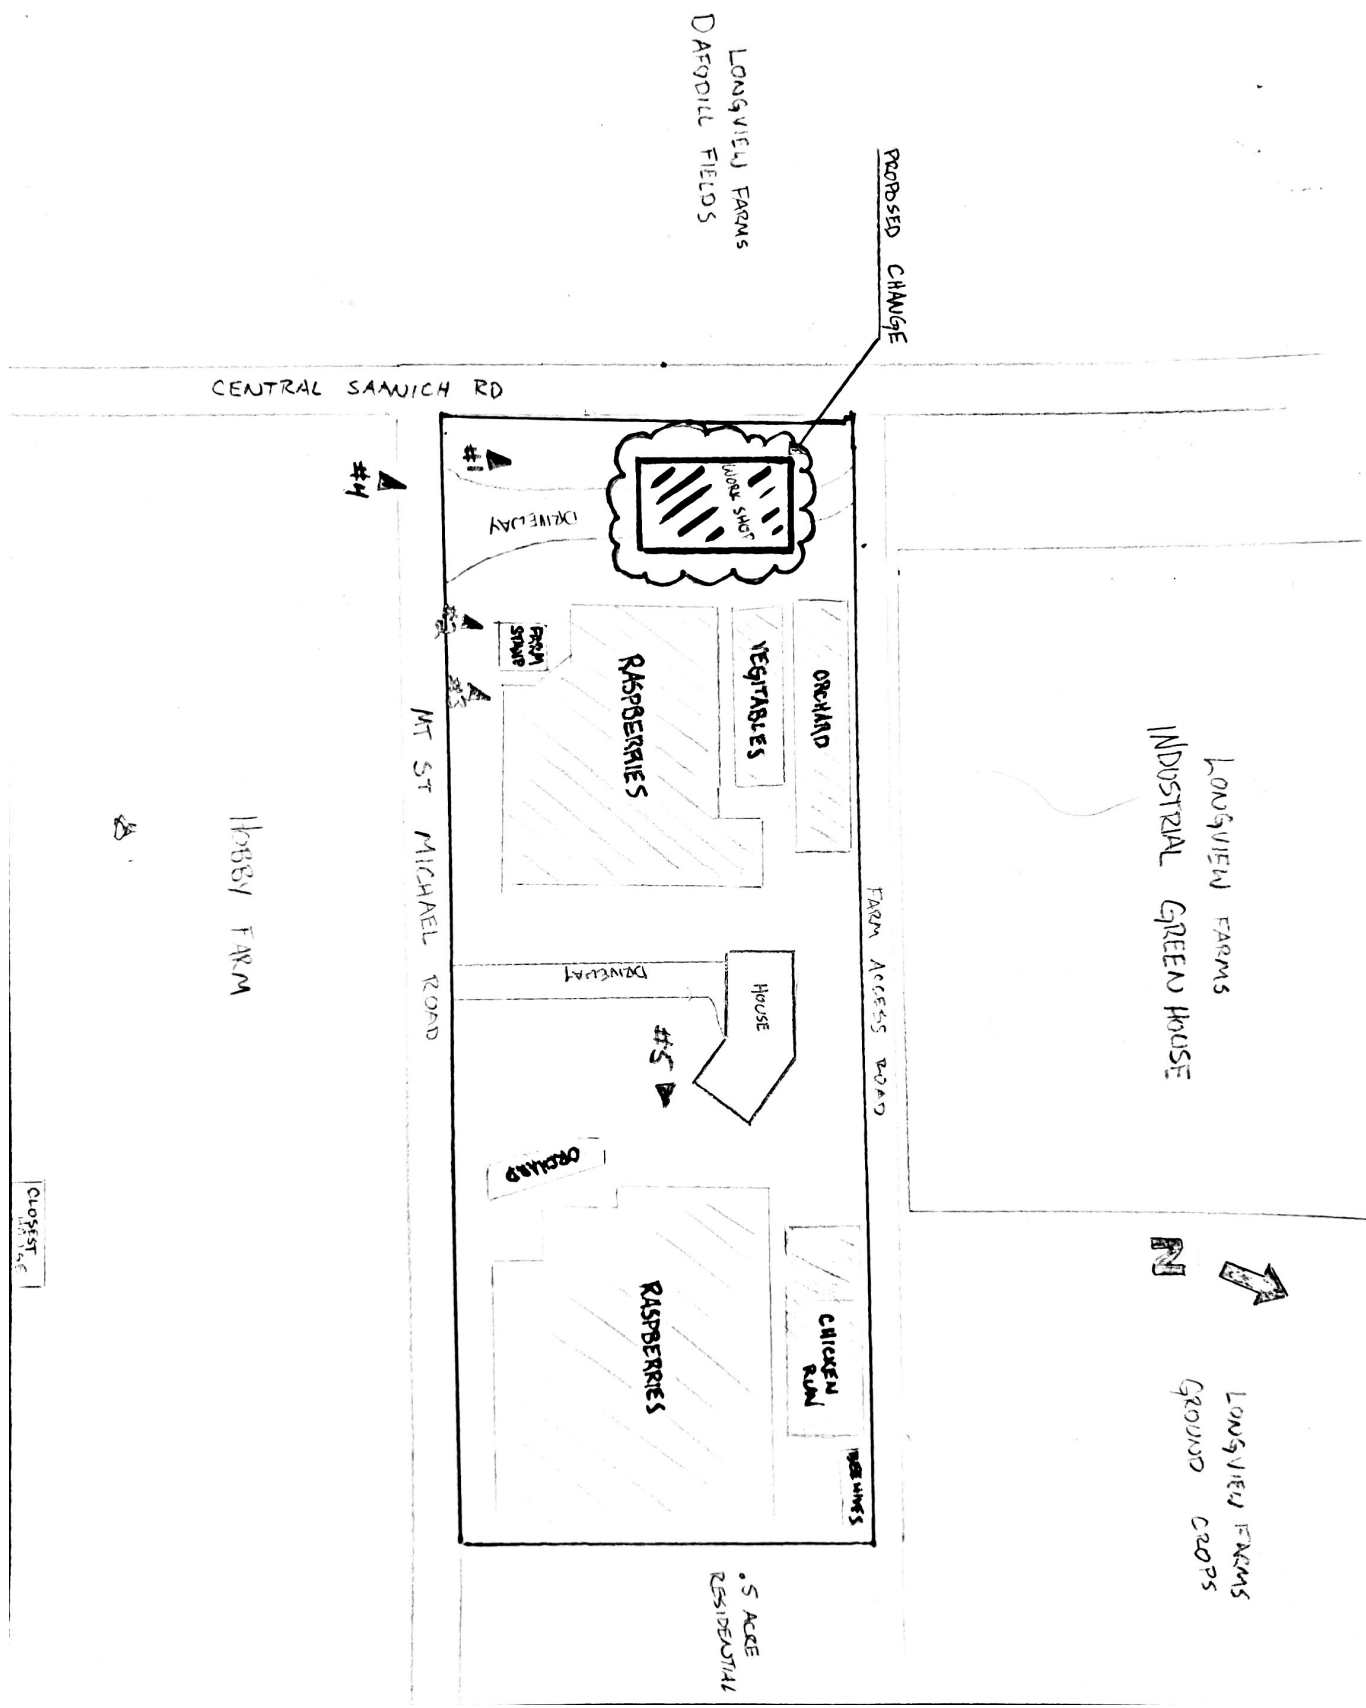 LONGVIEW FARMS
DAFODILL FIELDS
PROPOSED CHANGE
CENTRAL SAANICH RD
#1
#4
WORK SHOP
DRIVEWAY
FARM
STAND
RASPBERRIES
VEGITABLES
ORCHARD
MT ST MICHAEL ROAD
HOBBY FARM
LONGVIEW FARMS
INDUSTRIAL GREEN HOUSE
FARM ACCESS ROAD
DRIVEWAY
HOUSE
#5
ORCHARD
RASPBERRIES
CHICKEN
RUN
BEE HIVES
N
LONGVIEW FARMS
GROUND CROPS
CLOSEST
.5 ACRE
RESIDENTIAL